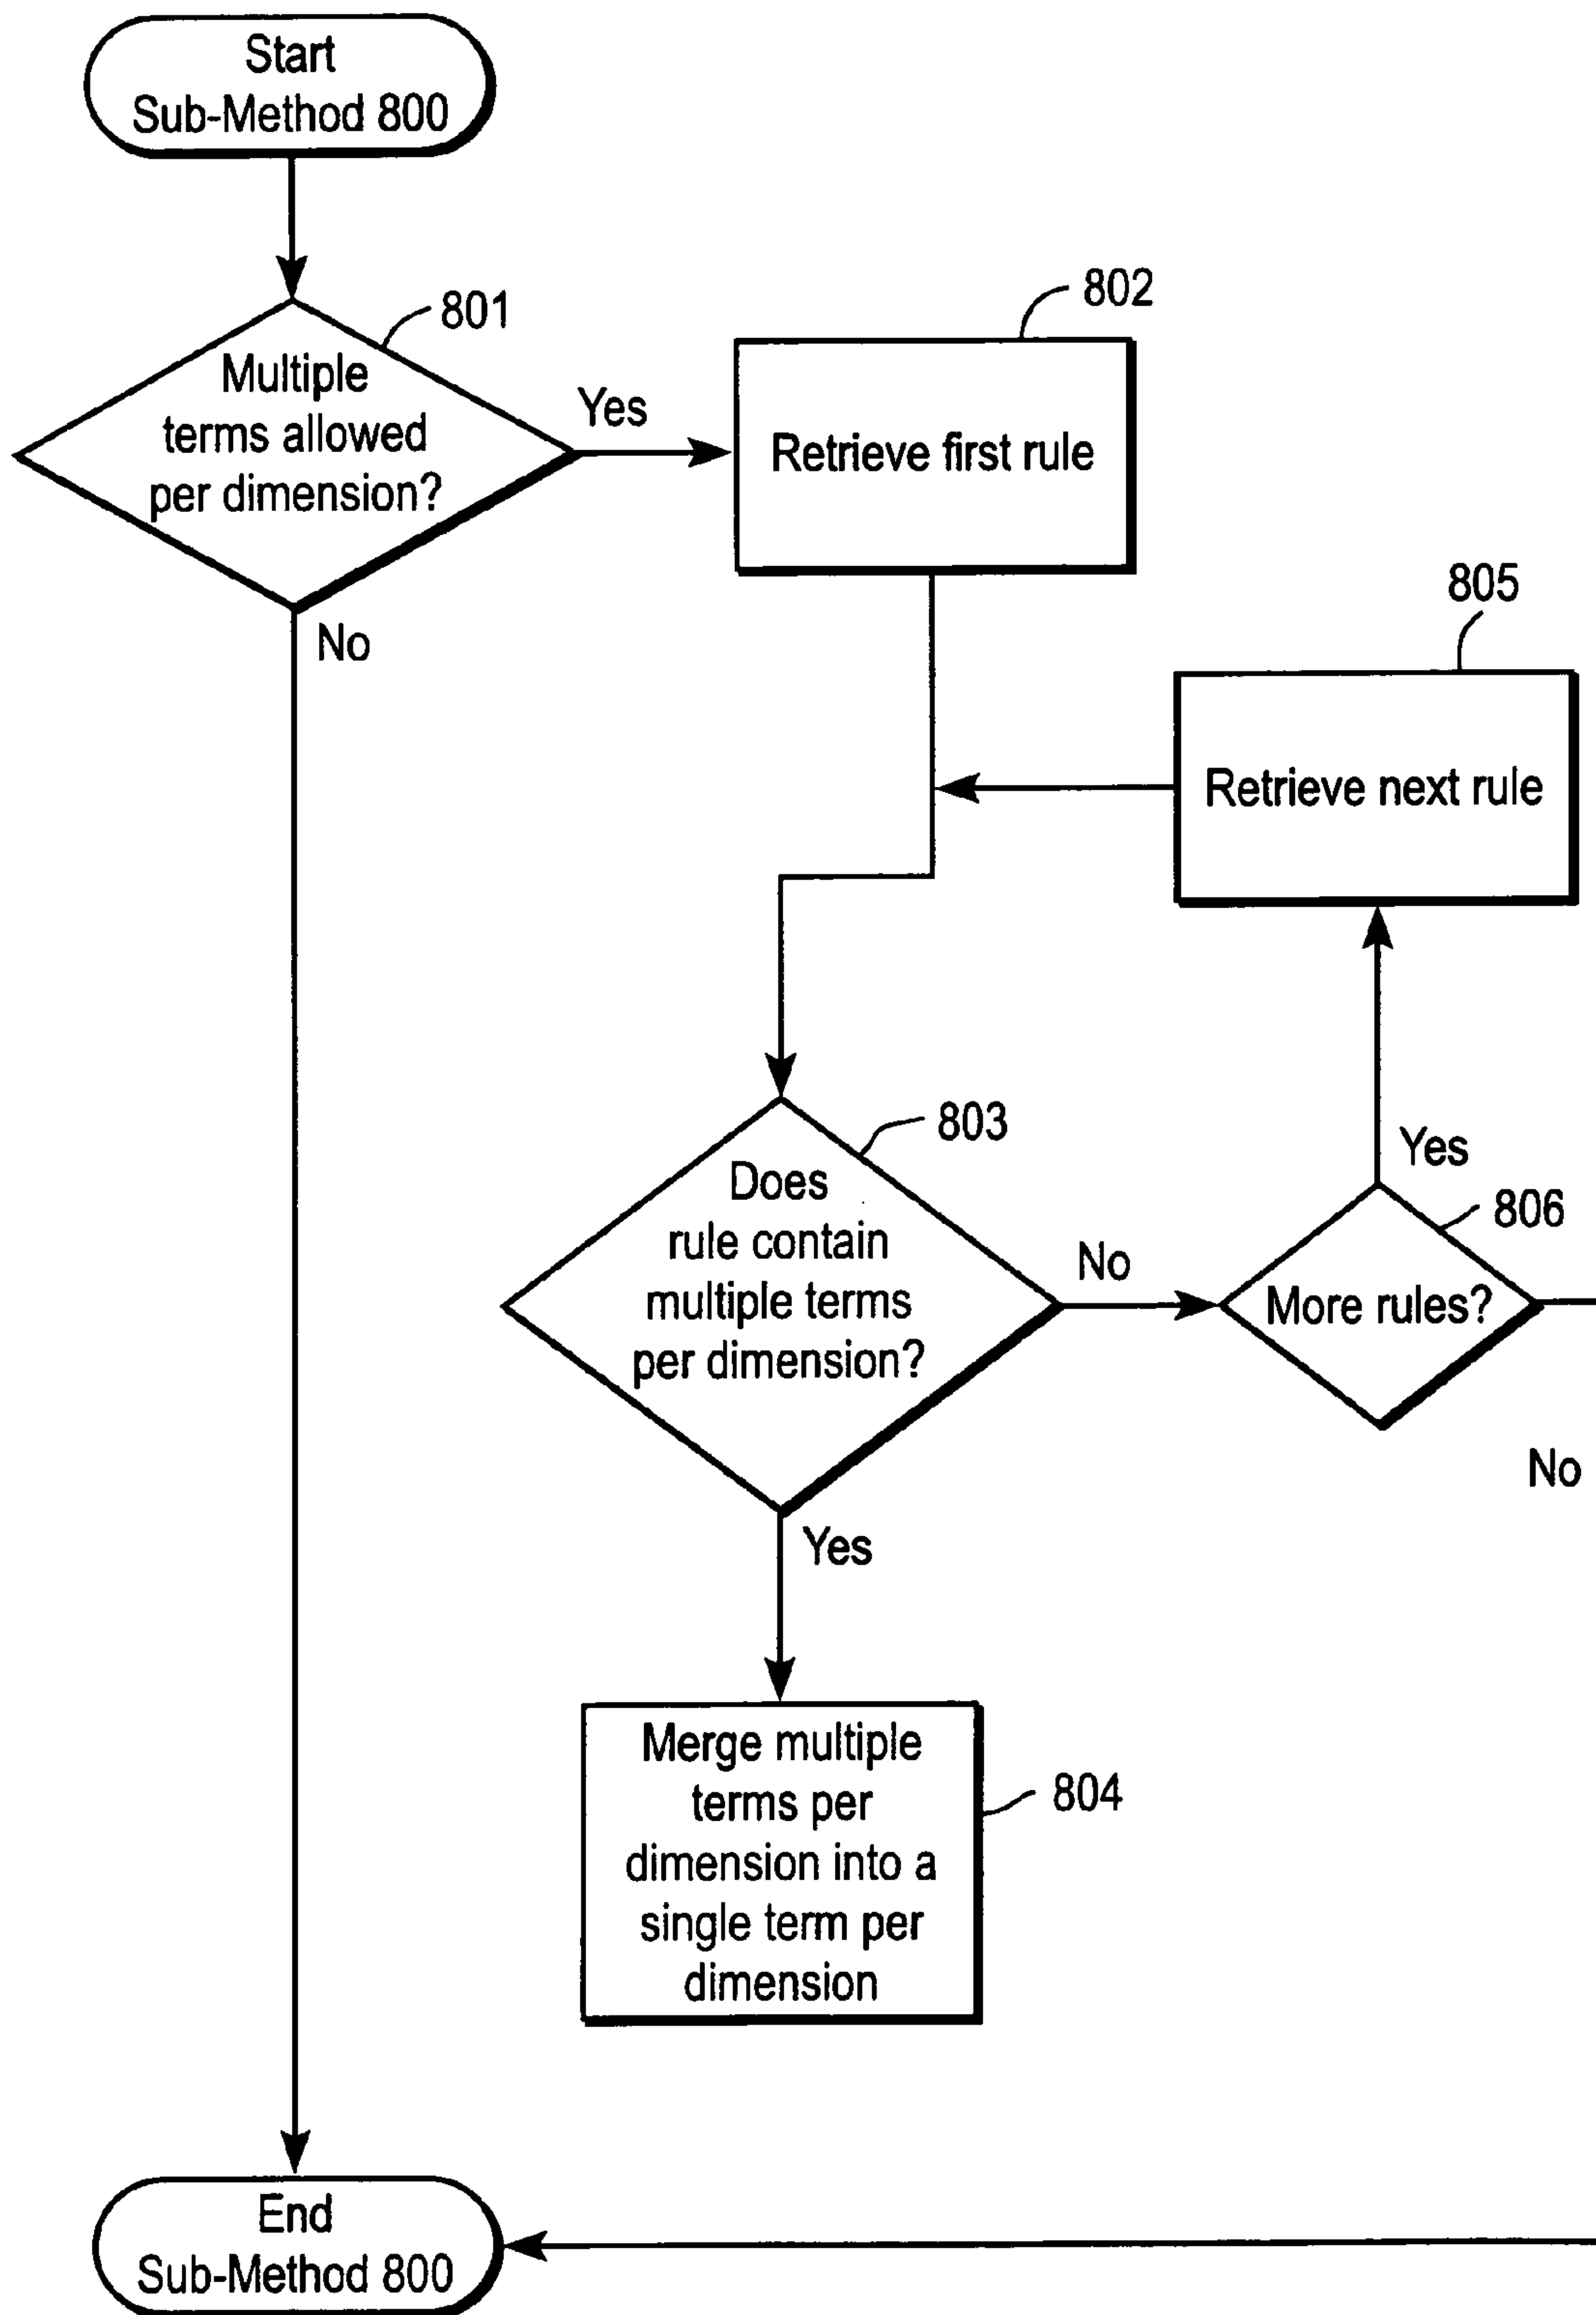 Start
Sub-Method 800
801
Multiple
terms allowed
per dimension?
Yes
No
802
Retrieve first rule
805
Retrieve next rule
803
Does
rule contain
multiple terms
per dimension?
No
Yes
806
More rules?
Yes
No
Merge multiple
terms per
dimension into a
single term per
dimension
804
End
Sub-Method 800